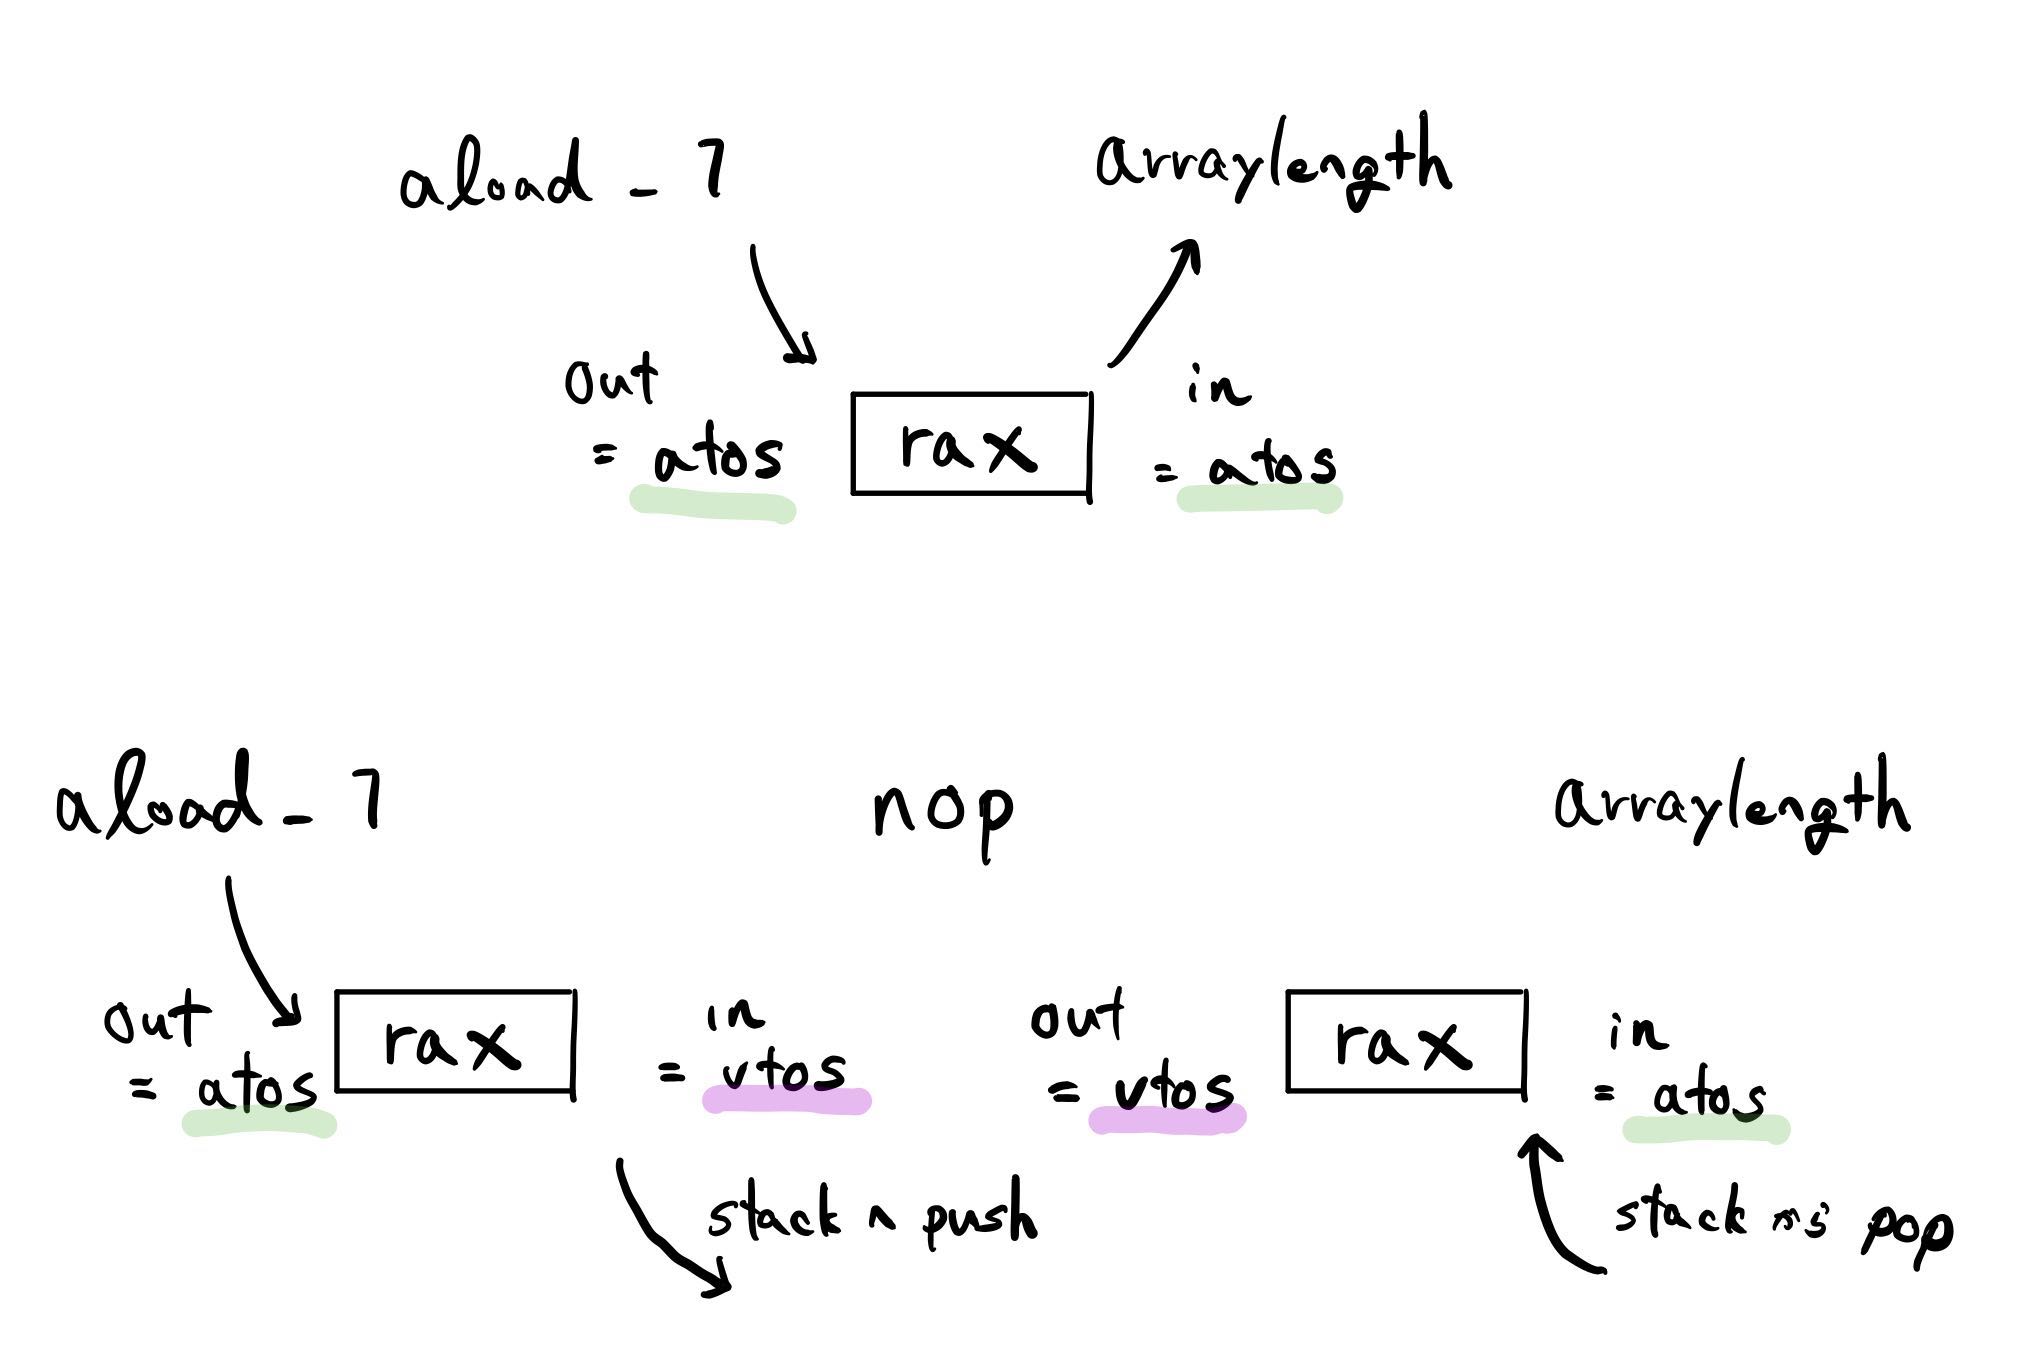 aload_7
arraylength
out
= atos
rax
in
= atos
aload_7
nop
arraylength
out
= atos
rax
in
= vtos
stack へ push
out
= vtos
rax
in
= atos
stack から pop